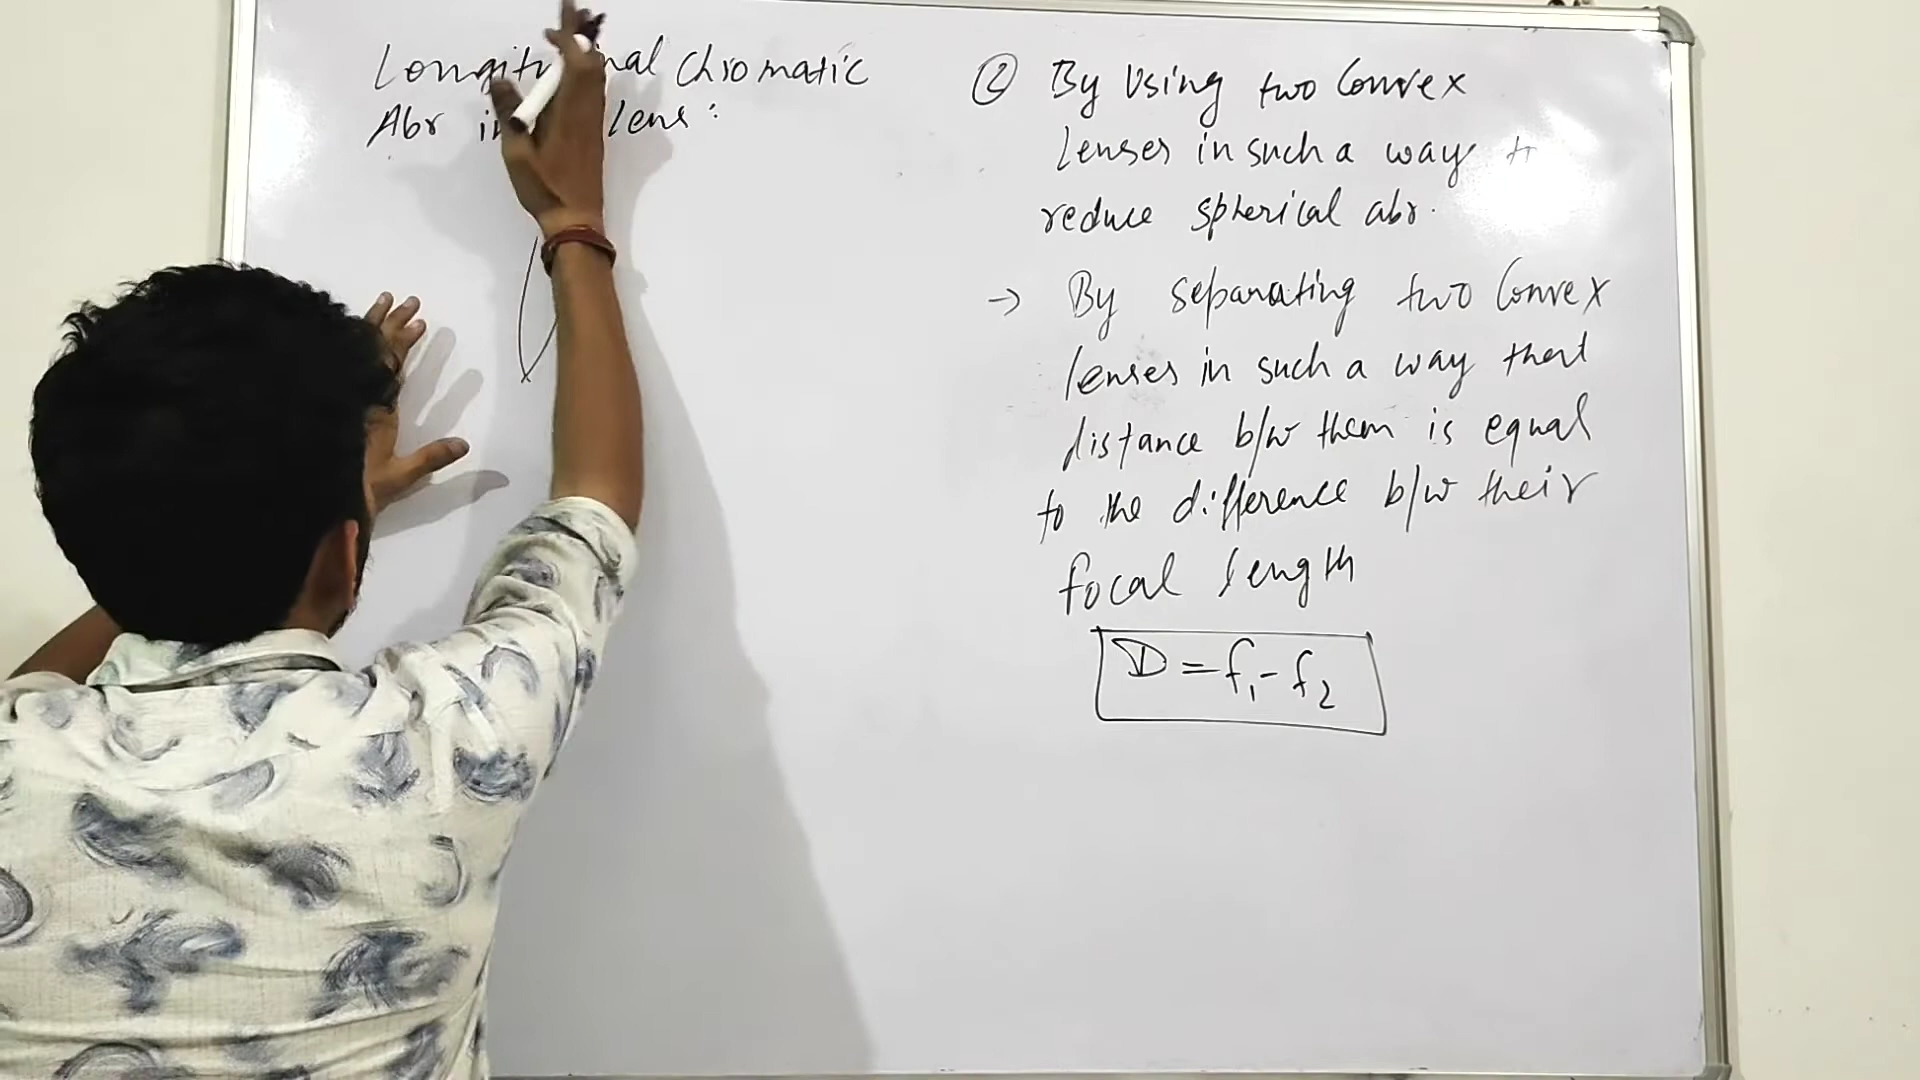 Chromatic
Abr lens:
② By Using two Convex
lenses in such a way
reduce spherical abr.
→ By separating two Convex
lenses in such a way that
distance b/w them is equal
to the difference b/w their
focal length
D = f₁ - f₂